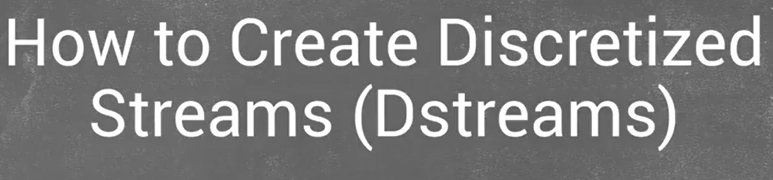 How to Create Discretized
Streams (Dstreams)